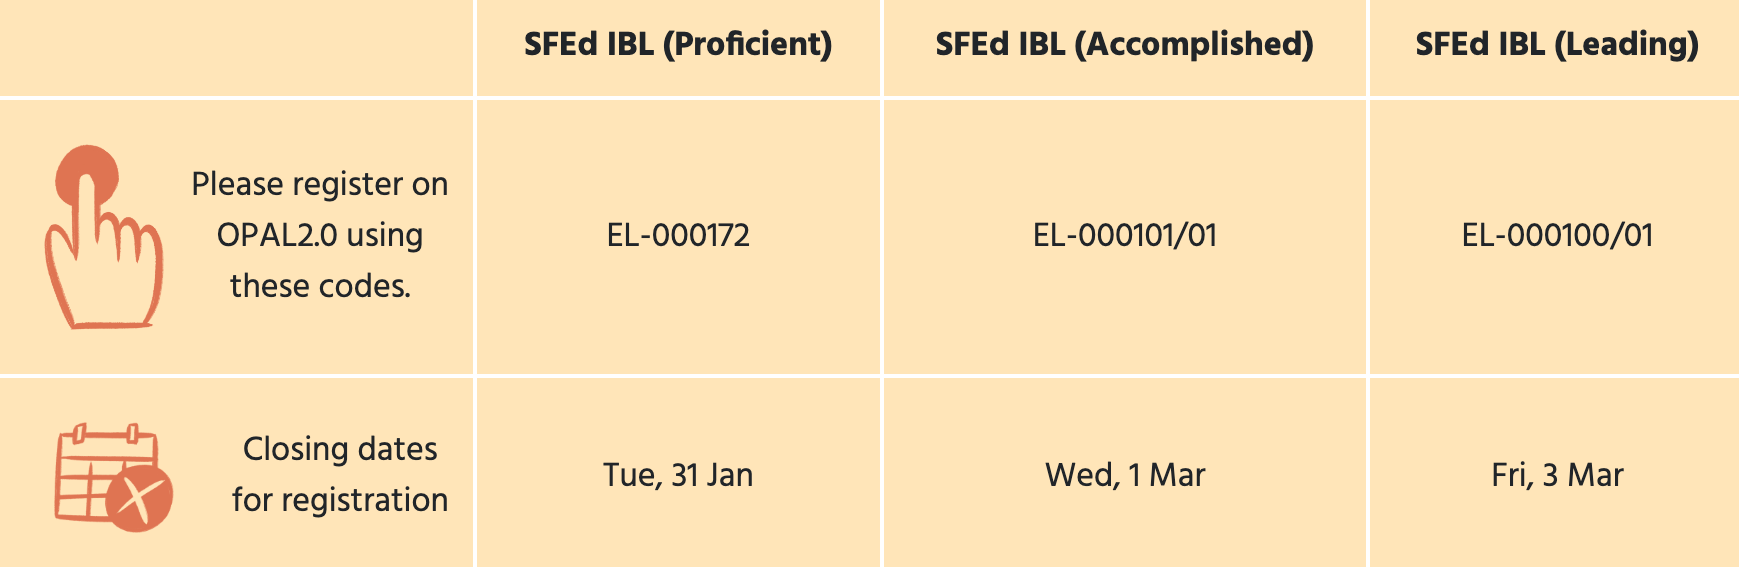 SFEd IBL (Proficient) SFEd IBL (Accomplished) SFEd IBL (Leading)
Please register on
OPAL2.0 using
these codes.
EL-000172 EL-000101/01 EL-000100/01
Closing dates
for registration
Tue, 31 Jan Wed, 1 Mar Fri, 3 Mar